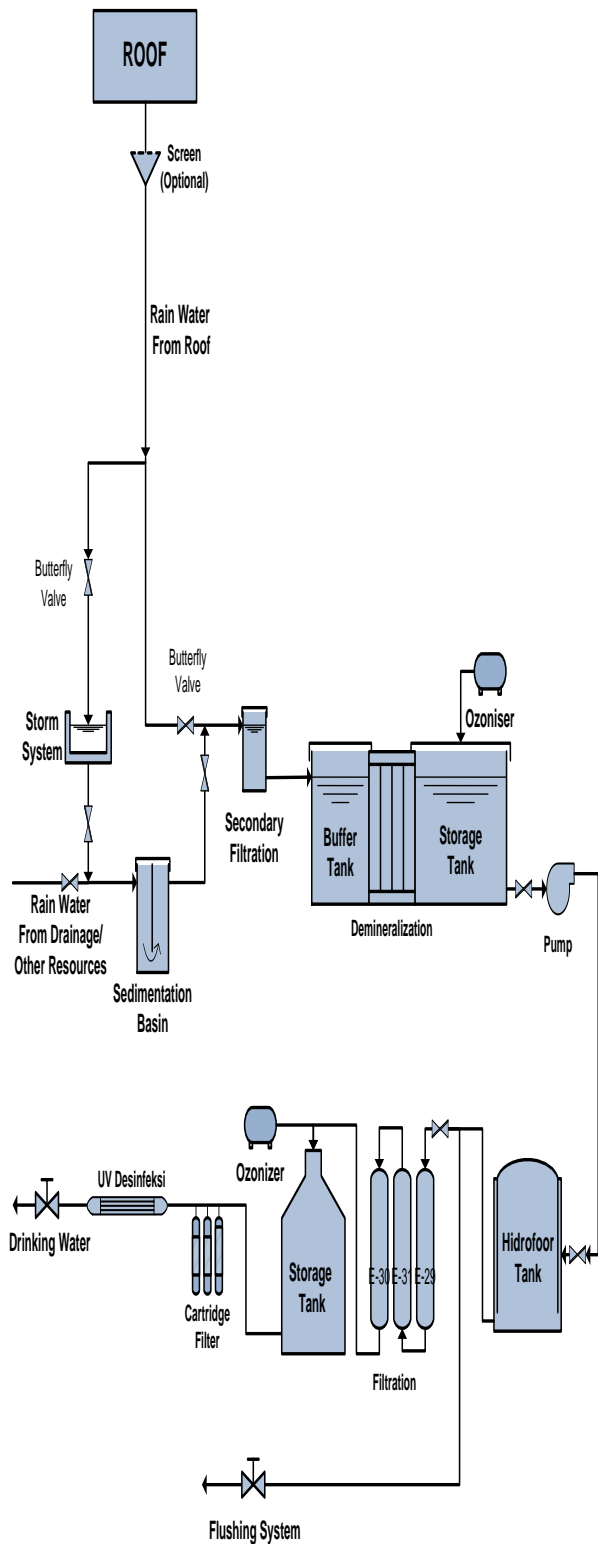 ROOF
Screen
(Optional)
Rain Water
From Roof
Butterfly
Valve
Butterfly
Valve
Storm
System
Ozoniser
Secondary
Filtration
Buffer
Tank
Storage
Tank
Demineralization
Pump
Rain Water
From Drainage/
Other Resources
Sedimentation
Basin
Ozonizer
UV Desinfeksi
Drinking Water
Cartridge
Filter
Storage
Tank
E-30
E-31
E-29
Filtration
Hidrofoor
Tank
Flushing System